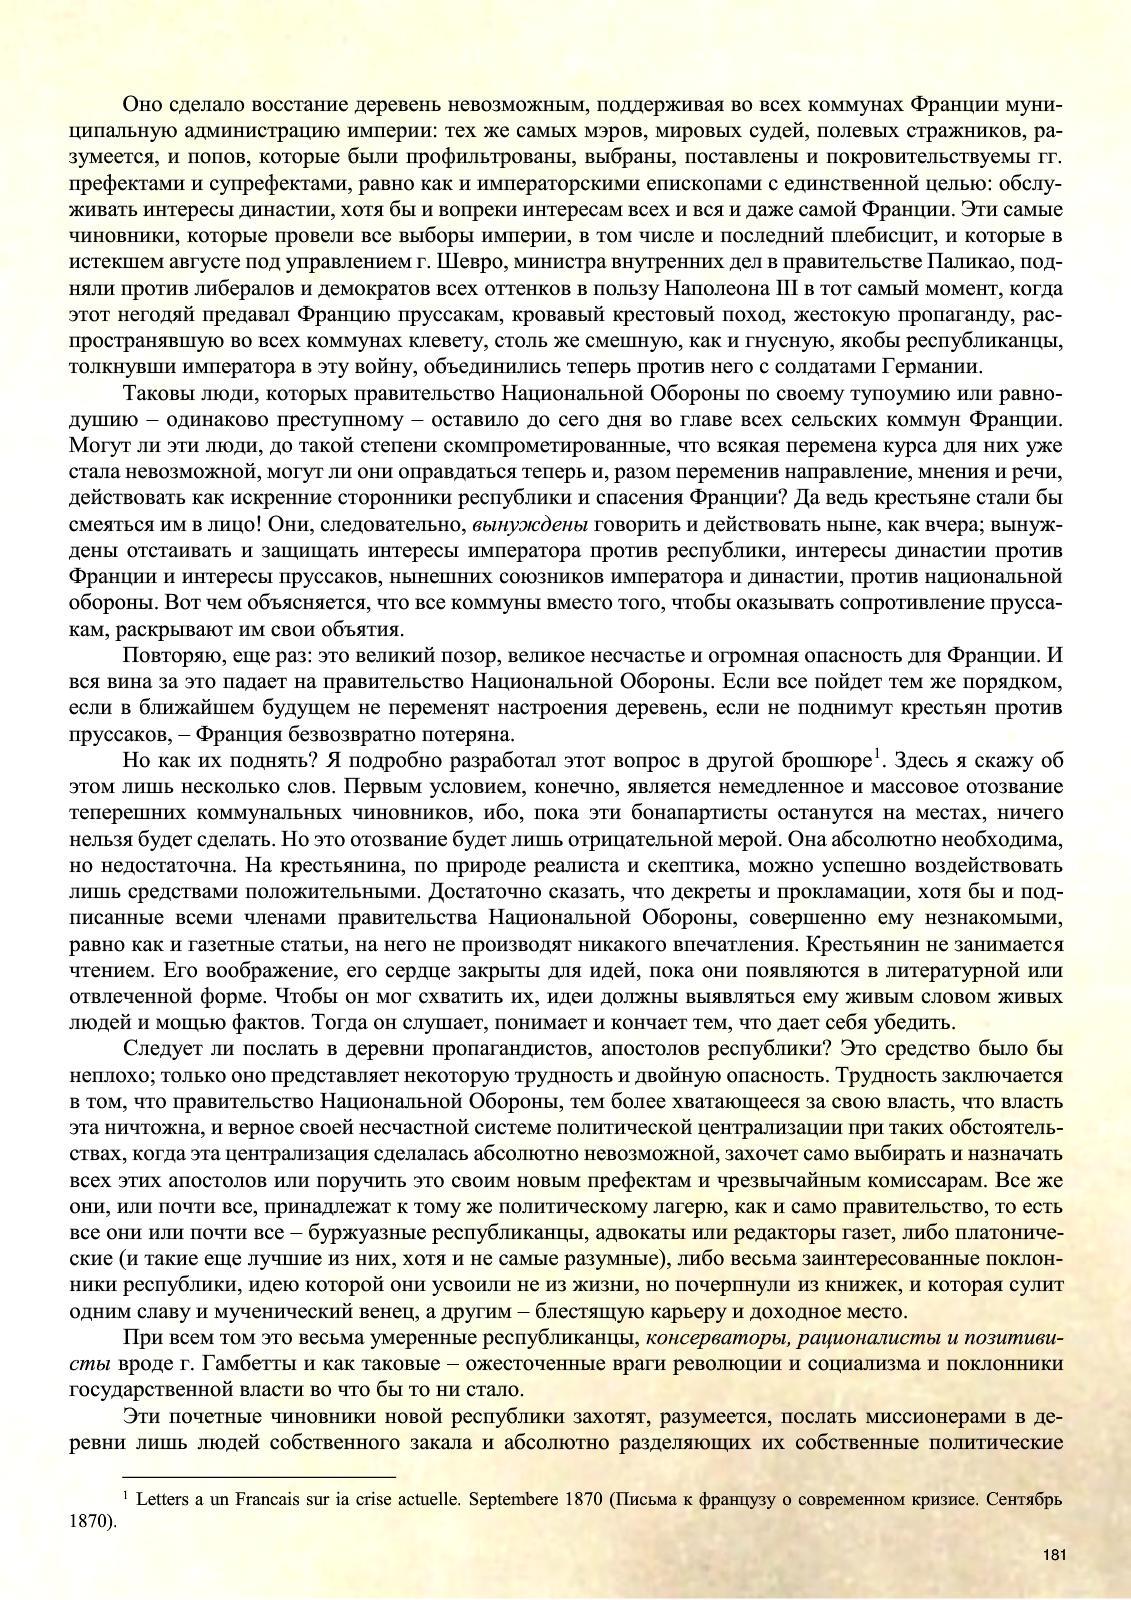 Оно сделало восстание деревень невозможным, поддерживая во всех коммунах Франции муни-
ципальную администрацию империи: тех же самых мэров, мировых судей, полевых стражников, ра-
зумеется, и попов, которые были профильтрованы, выбраны, поставлены и покровительствуемы гг.
префектами и супрефектами, равно как и императорскими епископами с единственной целью: обслу-
живать интересы династии, хотя бы и вопреки интересам всех и вся и даже самой Франции. Эти самые
чиновники, которые провели все выборы империи, в том числе и последний плебисцит, и которые в
истекшем августе под управлением г. Шевро, министра внутренних дел в правительстве Паликао, под-
няли против либералов и демократов всех оттенков в пользу Наполеона III в тот самый момент, когда
этот негодяй предавал Францию пруссакам, кровавый крестовый поход, жестокую пропаганду, рас-
пространявшую во всех коммунах клевету, столь же смешную, как и гнусную, якобы республиканцы,
толкнувши императора в эту войну, объединились теперь против него с солдатами Германии.
Таковы люди, которых правительство Национальной Обороны по своему тупоумию или равно-
душию – одинаково преступному – оставило до сего дня во главе всех сельских коммун Франции.
Могут ли эти люди, до такой степени скомпрометированные, что всякая перемена курса для них уже
стала невозможной, могут ли они оправдаться теперь и, разом переменив направление, мнения и речи,
действовать как искренние сторонники республики и спасения Франции? Да ведь крестьяне стали бы
смеяться им в лицо! Они, следовательно, вынуждены говорить и действовать ныне, как вчера; вынуж-
дены отстаивать и защищать интересы императора против республики, интересы династии против
Франции и интересы пруссаков, нынешних союзников императора и династии, против национальной
обороны. Вот чем объясняется, что все коммуны вместо того, чтобы оказывать сопротивление прусса-
кам, раскрывают им свои объятия.
Повторяю, еще раз: это великий позор, великое несчастье и огромная опасность для Франции. И
вся вина за это падает на правительство Национальной Обороны. Если все пойдет тем же порядком,
если в ближайшем будущем не переменят настроения деревень, если не поднимут крестьян против
пруссаков, – Франция безвозвратно потеряна.
Но как их поднять? Я подробно разработал этот вопрос в другой брошюре1. Здесь я скажу об
этом лишь несколько слов. Первым условием, конечно, является немедленное и массовое отозвание
теперешних коммунальных чиновников, ибо, пока эти бонапартисты останутся на местах, ничего
нельзя будет сделать. Но это отозвание будет лишь отрицательной мерой. Она абсолютно необходима,
но недостаточна. На крестьянина, по природе реалиста и скептика, можно успешно воздействовать
лишь средствами положительными. Достаточно сказать, что декреты и прокламации, хотя бы и под-
писанные всеми членами правительства Национальной Обороны, совершенно ему незнакомыми,
равно как и газетные статьи, на него не производят никакого впечатления. Крестьянин не занимается
чтением. Его воображение, его сердце закрыты для идей, пока они появляются в литературной или
отвлеченной форме. Чтобы он мог схватить их, идеи должны выявляться ему живым словом живых
людей и мощью фактов. Тогда он слушает, понимает и кончает тем, что дает себя убедить.
Следует ли послать в деревни пропагандистов, апостолов республики? Это средство было бы
неплохо; только оно представляет некоторую трудность и двойную опасность. Трудность заключается
в том, что правительство Национальной Обороны, тем более хватающееся за свою власть, что власть
эта ничтожна, и верное своей несчастной системе политической централизации при таких обстоятель-
ствах, когда эта централизация сделалась абсолютно невозможной, захочет само выбирать и назначать
всех этих апостолов или поручить это своим новым префектам и чрезвычайным комиссарам. Все же
они, или почти все, принадлежат к тому же политическому лагерю, как и само правительство, то есть
все они или почти все – буржуазные республиканцы, адвокаты или редакторы газет, либо платониче-
ские (и такие еще лучшие из них, хотя и не самые разумные), либо весьма заинтересованные поклон-
ники республики, идею которой они усвоили не из жизни, но почерпнули из книжек, и которая сулит
одним славу и мученический венец, а другим – блестящую карьеру и доходное место.
При всем том это весьма умеренные республиканцы, консерваторы, рационалисты и позитиви-
сты вроде г. Гамбетты и как таковые – ожесточенные враги революции и социализма и поклонники
государственной власти во что бы то ни стало.
Эти почетные чиновники новой республики захотят, разумеется, послать миссионерами в де-
ревни лишь людей собственного закала и абсолютно разделяющих их собственные политические
1 Letters a un Francais sur ia crise actuelle. Septembere 1870 (Письма к французу о современном кризисе. Сентябрь
1870).
181